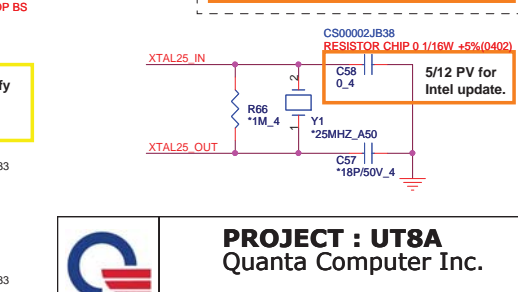 OP BS
fy
33
33
CS00002JB38
RESISTOR CHIP 0 1/16W +5%(0402)
XTAL25_IN
C58
0_4
5/12 PV for
Intel update.
2
R66
*1M_4
1
Y1
*25MHZ_A50
XTAL25_OUT
C57
*18P/50V_4
PROJECT : UT8A
Quanta Computer Inc.